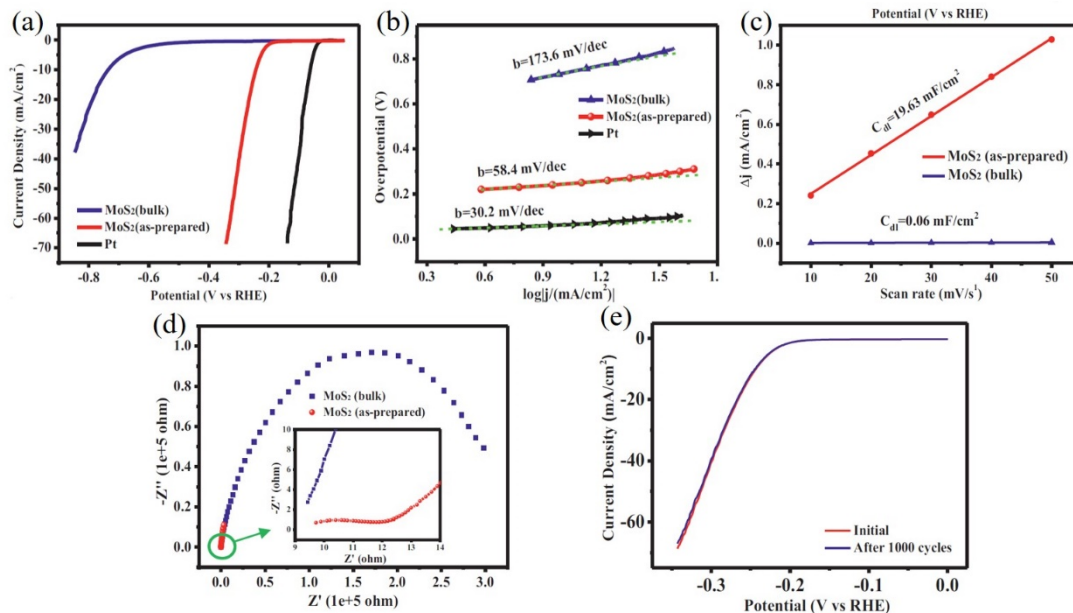 (a)
Current Density (mA/cm²)
0
-10
-20
-30
-40
-50
-60
-70
MoS₂(bulk)
MoS₂(as-prepared)
Pt
-0.8
-0.6
-0.4
-0.2
0.0
Potential (V vs RHE)
(b)
Overpotential (V)
0.8
0.6
0.4
0.2
0.0
b=173.6 mV/dec
MoS₂(bulk)
MoS₂(as-prepared)
Pt
b=58.4 mV/dec
b=30.2 mV/dec
0.3
0.6
0.9
1.2
1.5
1.
log|j/(mA/cm²)|
(c)
Potential (V vs RHE)
Δj (mA/cm²)
1.0
0.8
0.6
0.4
0.2
0.0
C_dl=19.63 mF/cm²
MoS₂ (as-prepared)
MoS₂ (bulk)
C_dl=0.06 mF/cm²
10
20
30
40
50
Scan rate (mV/s¹)
(d)
-Z'' (1e+5 ohm)
1.0
0.8
0.6
0.4
0.2
0.0
MoS₂ (bulk)
MoS₂ (as-prepared)
-Z'' (ohm)
10
8
6
4
2
0
9
10
11
12
13
14
Z' (ohm)
0.0
0.5
1.0
1.5
2.0
2.5
3.0
Z' (1e+5 ohm)
(e)
Current Density (mA/cm²)
0
-20
-40
-60
Initial
After 1000 cycles
-0.3
-0.2
-0.1
0.0
Potential (V vs RHE)